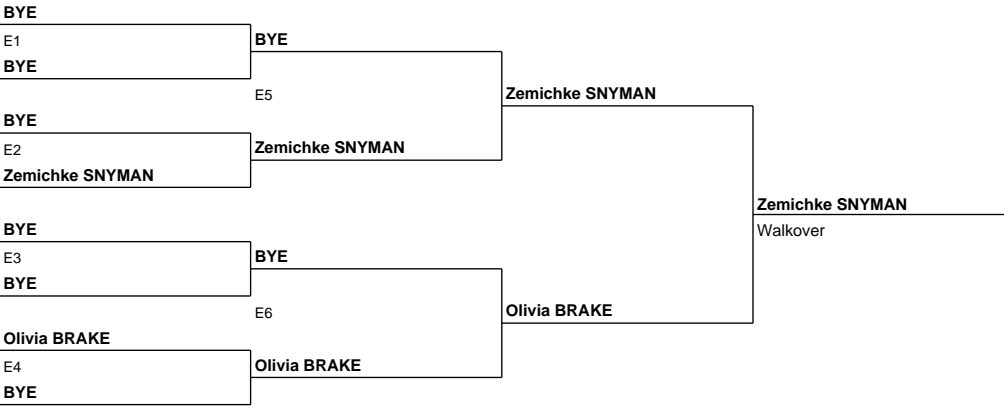 BYE
E1
BYE
BYE
E5
Zemichke SNYMAN
BYE
E2
Zemichke SNYMAN
Zemichke SNYMAN
Zemichke SNYMAN
Walkover
BYE
E3
BYE
BYE
E6
Olivia BRAKE
Olivia BRAKE
E4
Olivia BRAKE
BYE